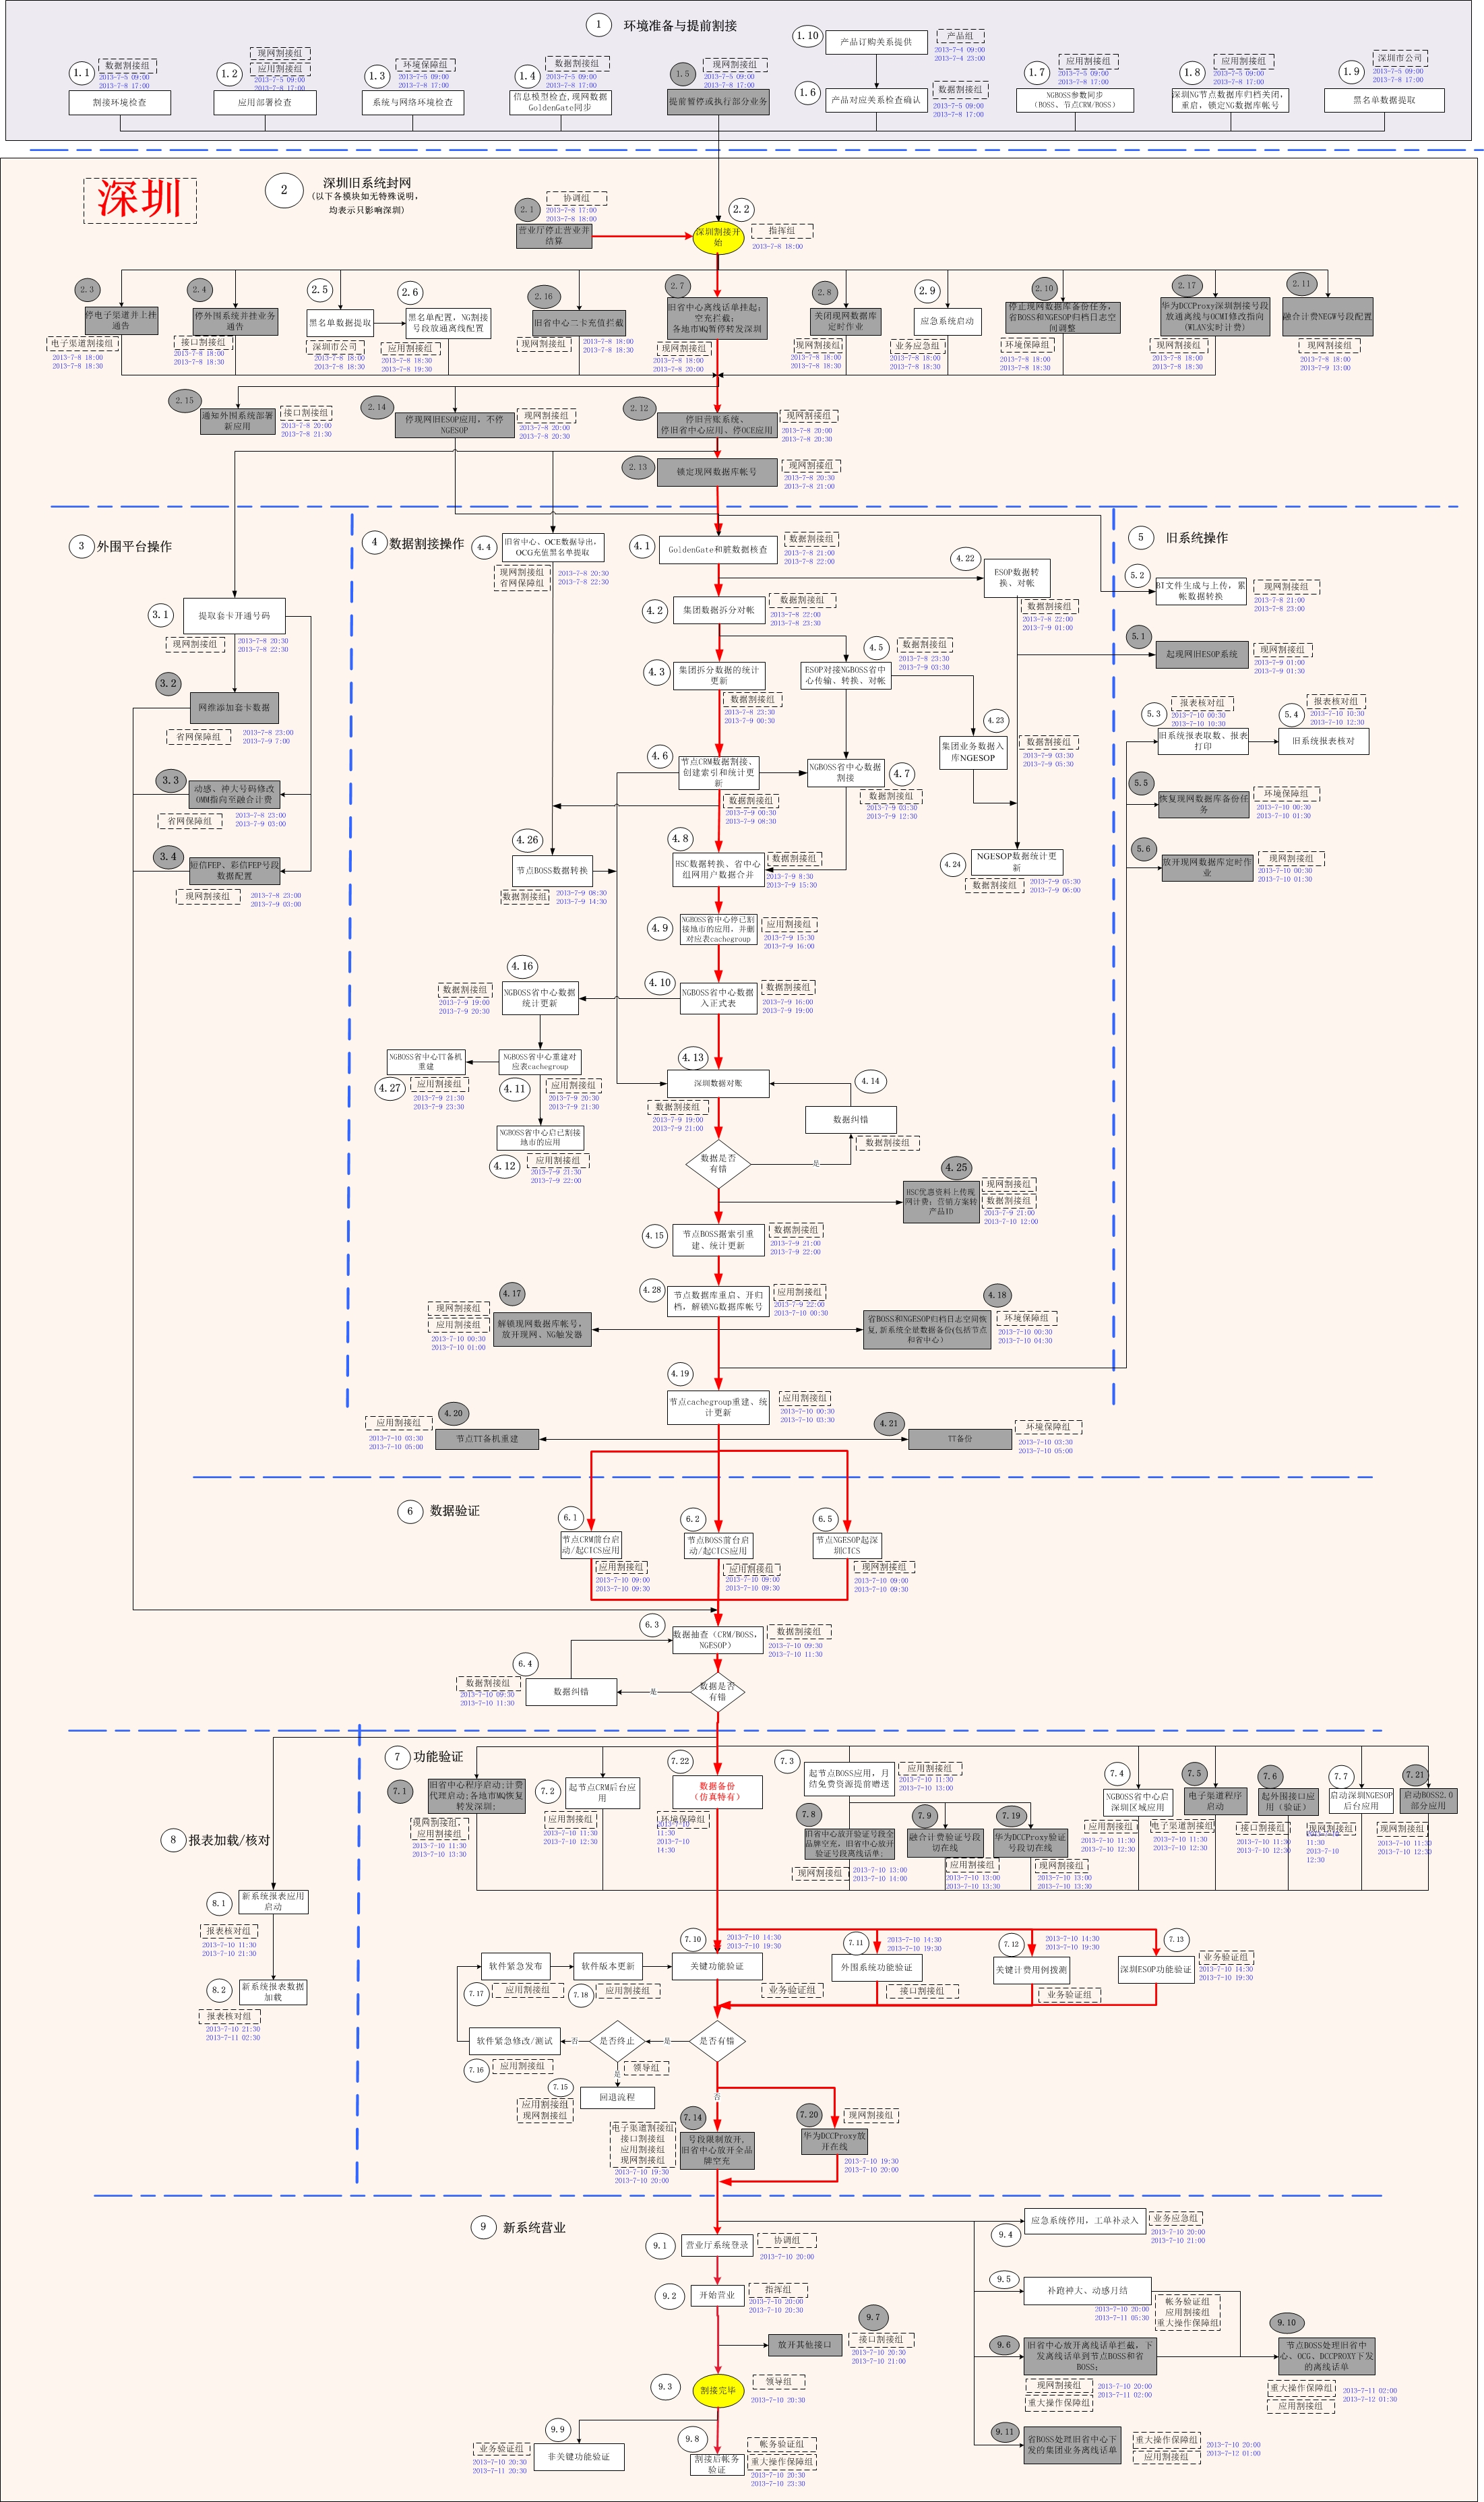 1 环境准备与提前割接
1.1
数据割接组
2013-7-5 09:00
2013-7-8 17:00
割接环境检查
1.2
现网割接组
应用割接组
2013-7-5 09:00
2013-7-8 17:00
应用部署检查
1.3
环境保障组
2013-7-5 09:00
2013-7-8 17:00
系统与网络环境检查
1.4
数据割接组
2013-7-5 09:00
2013-7-8 17:00
信息模型检查,现网数据
GoldenGate同步
1.5
现网割接组
2013-7-5 09:00
2013-7-8 17:00
提前暂停或执行部分业务
1.10
产品订购关系提供
产品组
2013-7-4 09:00
2013-7-4 23:00
1.6
产品对应关系检查确认
数据割接组
2013-7-5 09:00
2013-7-8 17:00
1.7
应用割接组
2013-7-5 09:00
2013-7-8 17:00
NGBOSS参数同步
(BOSS、节点CRM/BOSS)
1.8
应用割接组
2013-7-5 09:00
2013-7-8 17:00
深圳NG节点数据库归档关闭，
重启，锁定NG数据库帐号
1.9
深圳市公司
2013-7-5 09:00
2013-7-8 17:00
黑名单数据提取
深圳
2 深圳旧系统封网
(以下各模块如无特殊说明，
均表示只影响深圳)
2.1
协调组
2013-7-8 17:00
2013-7-8 18:00
营业厅停止营业并
结算
2.2
深圳割接开
始
指挥组
2013-7-8 18:00
2.3
停电子渠道并上挂
通告
电子渠道割接组
2013-7-8 18:00
2013-7-8 18:30
2.4
停外围系统并挂业务
通告
接口割接组
2013-7-8 18:00
2013-7-8 18:30
2.5
黑名单数据提取
深圳市公司
2013-7-8 18:00
2013-7-8 18:30
2.6
黑名单配置，NG割接
号段放通离线配置
应用割接组
2013-7-8 18:30
2013-7-8 19:30
2.16
旧省中心二卡充值拦截
现网割接组
2013-7-8 18:00
2013-7-8 18:30
2.7
旧省中心离线话单挂起；
空充拦截；
各地市MQ暂停转发深圳
现网割接组
2013-7-8 18:00
2013-7-8 20:00
2.8
关闭现网数据库
定时作业
现网割接组
2013-7-8 18:00
2013-7-8 18:30
2.9
应急系统启动
业务应急组
2013-7-8 18:00
2013-7-8 18:30
2.10
停止现网数据库备份任务，
省BOSS和NGESOP归档日志空
间调整
环境保障组
2013-7-8 18:00
2013-7-8 18:30
2.17
华为DCCProxy深圳割接号段
放通离线与OCMI修改指向
(WLAN实时计费)
现网割接组
2013-7-8 18:00
2013-7-8 18:30
2.11
融合计费NEGW号段配置
现网割接组
2013-7-8 18:00
2013-7-9 13:00
2.15
通知外围系统部署
新应用
接口割接组
2013-7-8 20:00
2013-7-8 21:30
2.14
停现网旧ESOP应用，不停
NGESOP
现网割接组
2013-7-8 20:00
2013-7-8 20:30
2.12
停旧营账系统、
停旧省中心应用、停OCE应用
现网割接组
2013-7-8 20:00
2013-7-8 20:30
2.13
锁定现网数据库帐号
现网割接组
2013-7-8 20:30
2013-7-8 21:00
3 外围平台操作
3.1
提取套卡开通号码
现网割接组
2013-7-8 20:30
2013-7-8 22:30
3.2
网维添加套卡数据
省网保障组
2013-7-8 23:00
2013-7-9 7:00
3.3
动感、神大号码修改
OMM指向至融合计费
省网保障组
2013-7-8 23:00
2013-7-9 03:00
3.4
短信FEP、彩信FEP号段
数据配置
现网割接组
2013-7-8 23:00
2013-7-9 03:00
4 数据割接操作
4.4
旧省中心、OCE数据导出，
OCG充值黑名单提取
现网割接组
省网保障组
2013-7-8 20:30
2013-7-8 22:30
4.1
GoldenGate和脏数据核查
数据割接组
2013-7-8 21:00
2013-7-8 22:00
4.22
ESOP数据转
换、对帐
数据割接组
2013-7-8 22:00
2013-7-9 01:00
4.2
集团数据拆分对帐
数据割接组
2013-7-8 22:00
2013-7-8 23:30
4.3
集团拆分数据的统计
更新
数据割接组
2013-7-8 23:30
2013-7-9 00:30
4.5
数据割接组
2013-7-8 23:30
2013-7-9 03:30
ESOP对接NGBOSS省中
心传输、转换、对帐
4.23
集团业务数据入
库NGESOP
数据割接组
2013-7-9 03:30
2013-7-9 05:30
4.6
节点CRM数据割接、
创建索引和统计更
新
数据割接组
2013-7-9 00:30
2013-7-9 08:30
NGBOSS省中心数据
割接
4.7
数据割接组
2013-7-9 03:30
2013-7-9 12:30
4.26
节点BOSS数据转换
数据割接组
2013-7-9 08:30
2013-7-9 14:30
4.8
HSC数据转换、省中心
组网用户数据合并
数据割接组
2013-7-9 8:30
2013-7-9 15:30
4.24
NGESOP数据统计更
新
数据割接组
2013-7-9 05:30
2013-7-9 06:00
4.9
NGBOSS省中心停已割
接地市的应用，并删
对应表cachegroup
应用割接组
2013-7-9 15:30
2013-7-9 16:00
4.16
数据割接组
2013-7-9 19:00
2013-7-9 20:30
NGBOSS省中心数据
统计更新
4.10
NGBOSS省中心数据
入正式表
数据割接组
2013-7-9 16:00
2013-7-9 19:00
NGBOSS省中心TT备机
重建
4.27
应用割接组
2013-7-9 21:30
2013-7-9 23:30
NGBOSS省中心重建对
应表cachegroup
4.11
应用割接组
2013-7-9 20:30
2013-7-9 21:30
NGBOSS省中心启已割接
地市的应用
4.12
应用割接组
2013-7-9 21:30
2013-7-9 22:00
4.13
深圳数据对账
数据割接组
2013-7-9 19:00
2013-7-9 21:00
4.14
数据纠错
数据割接组
数据是否
有错
是
4.25
HSC优惠资料上传现
网计费；营销方案转
产品ID
现网割接组
数据割接组
2013-7-9 21:00
2013-7-10 12:00
4.15
节点BOSS据索引重
建、统计更新
数据割接组
2013-7-9 21:00
2013-7-9 22:00
4.28
节点数据库重启、开归
档，解锁NG数据库帐号
应用割接组
2013-7-9 22:00
2013-7-10 00:30
4.17
现网割接组
应用割接组
2013-7-10 00:30
2013-7-10 01:00
解锁现网数据库帐号，
放开现网、NG触发器
4.18
省BOSS和NGESOP归档日志空间恢
复,新系统全量数据备份(包括节点
和省中心)
环境保障组
2013-7-10 00:30
2013-7-10 04:30
4.19
节点cachegroup重建、统
计更新
应用割接组
2013-7-10 00:30
2013-7-10 03:30
4.20
应用割接组
2013-7-10 03:30
2013-7-10 05:00
节点TT备机重建
4.21
TT备份
环境保障组
2013-7-10 03:30
2013-7-10 05:00
5 旧系统操作
5.2
BI文件生成与上传，累
帐数据转换
现网割接组
2013-7-8 21:00
2013-7-8 23:00
5.1
起现网旧ESOP系统
现网割接组
2013-7-9 01:00
2013-7-9 01:30
5.3
报表核对组
2013-7-10 00:30
2013-7-10 10:30
旧系统报表取数、报表
打印
5.4
报表核对组
2013-7-10 10:30
2013-7-10 12:30
旧系统报表核对
5.5
恢复现网数据库备份任
务
环境保障组
2013-7-10 00:30
2013-7-10 01:30
5.6
放开现网数据库定时作
业
现网割接组
2013-7-10 00:30
2013-7-10 01:30
6 数据验证
6.1
节点CRM前台启
动/起CICS应用
应用割接组
2013-7-10 09:00
2013-7-10 09:30
6.2
节点BOSS前台启
动/起CICS应用
应用割接组
2013-7-10 09:00
2013-7-10 09:30
6.5
节点NGESOP起深
圳CICS
现网割接组
2013-7-10 09:00
2013-7-10 09:30
6.3
数据抽查（CRM/BOSS，
NGESOP）
数据割接组
2013-7-10 09:30
2013-7-10 11:30
6.4
数据割接组
2013-7-10 09:30
2013-7-10 11:30
数据纠错
是
数据是否
有错
7 功能验证
7.1
旧省中心程序启动;计费
代理启动;各地市MQ恢复
转发深圳;
现网割接组,
应用割接组
2013-7-10 11:30
2013-7-10 13:30
7.2
起节点CRM后台应
用
应用割接组
2013-7-10 11:30
2013-7-10 12:30
7.22
数据备份
（仿真特有）
环境保障组
2013-7-10
11:30
2013-7-10
14:30
7.3
起节点BOSS应用，月
结免费资源提前赠送
应用割接组
2013-7-10 11:30
2013-7-10 13:00
7.8
旧省中心放开验证号段全
品牌空充，旧省中心放开
验证号段离线话单;
现网割接组
2013-7-10 13:00
2013-7-10 14:00
7.9
融合计费验证号段
切在线
应用割接组
2013-7-10 13:00
2013-7-10 13:30
7.19
华为DCCProxy验证
号段切在线
现网割接组
2013-7-10 13:00
2013-7-10 13:30
7.4
NGBOSS省中心启
深圳区域应用
应用割接组
2013-7-10 11:30
2013-7-10 12:30
7.5
电子渠道程序
启动
电子渠道割接组
2013-7-10 11:30
2013-7-10 12:30
7.6
起外围接口应
用（验证）
接口割接组
2013-7-10 11:30
2013-7-10 12:30
7.7
启动深圳NGESOP
后台应用
现网割接组
11:30
2013-7-10
12:30
7.21
启动BOSS2.0
部分应用
现网割接组
2013-7-10 11:30
2013-7-10 12:30
8 报表加载/核对
8.1
新系统报表应用
启动
报表核对组
2013-7-10 11:30
2013-7-10 21:30
8.2
新系统报表数据
加载
报表核对组
2013-7-10 21:30
2013-7-11 02:30
软件紧急发布
7.17
应用割接组
软件版本更新
7.18
应用割接组
7.10
2013-7-10 14:30
2013-7-10 19:30
关键功能验证
业务验证组
7.11
2013-7-10 14:30
2013-7-10 19:30
外围系统功能验证
接口割接组
7.12
2013-7-10 14:30
2013-7-10 19:30
关键计费用例拨测
业务验证组
7.13
深圳ESOP功能验证
业务验证组
2013-7-10 14:30
2013-7-10 19:30
软件紧急修改/测试
7.16
应用割接组
否
是否终止
是
是否有错
是
领导组
7.15
回退流程
应用割接组
现网割接组
否
7.14
电子渠道割接组
接口割接组
应用割接组
现网割接组
2013-7-10 19:30
2013-7-10 20:00
号段限制放开,
旧省中心放开全品
牌空充
7.20
现网割接组
华为DCCProxy放
开在线
2013-7-10 19:30
2013-7-10 20:00
9 新系统营业
9.1
营业厅系统登录
协调组
2013-7-10 20:00
9.2
开始营业
指挥组
2013-7-10 20:00
2013-7-10 20:30
9.7
放开其他接口
接口割接组
2013-7-10 20:30
2013-7-10 21:00
9.3
割接完毕
领导组
2013-7-10 20:30
9.9
业务验证组
2013-7-10 20:30
2013-7-11 20:30
非关键功能验证
9.8
割接后帐务
验证
帐务验证组
重大操作保障组
2013-7-10 20:30
2013-7-10 23:30
9.4
应急系统停用，工单补录入
业务应急组
2013-7-10 20:00
2013-7-10 21:00
9.5
补跑神大、动感月结
2013-7-10 20:00
2013-7-11 05:30
帐务验证组
应用割接组
重大操作保障组
9.6
旧省中心放开离线话单拦截，下
发离线话单到节点BOSS和省
BOSS；
现网割接组
重大操作保障组
2013-7-10 20:00
2013-7-11 02:00
9.10
节点BOSS处理旧省中
心、OCG、DCCPROXY下发
的离线话单
重大操作保障组
应用割接组
2013-7-11 02:00
2013-7-12 01:30
9.11
省BOSS处理旧省中心下
发的集团业务离线话单
重大操作保障组
应用割接组
2013-7-10 20:00
2013-7-12 01:00